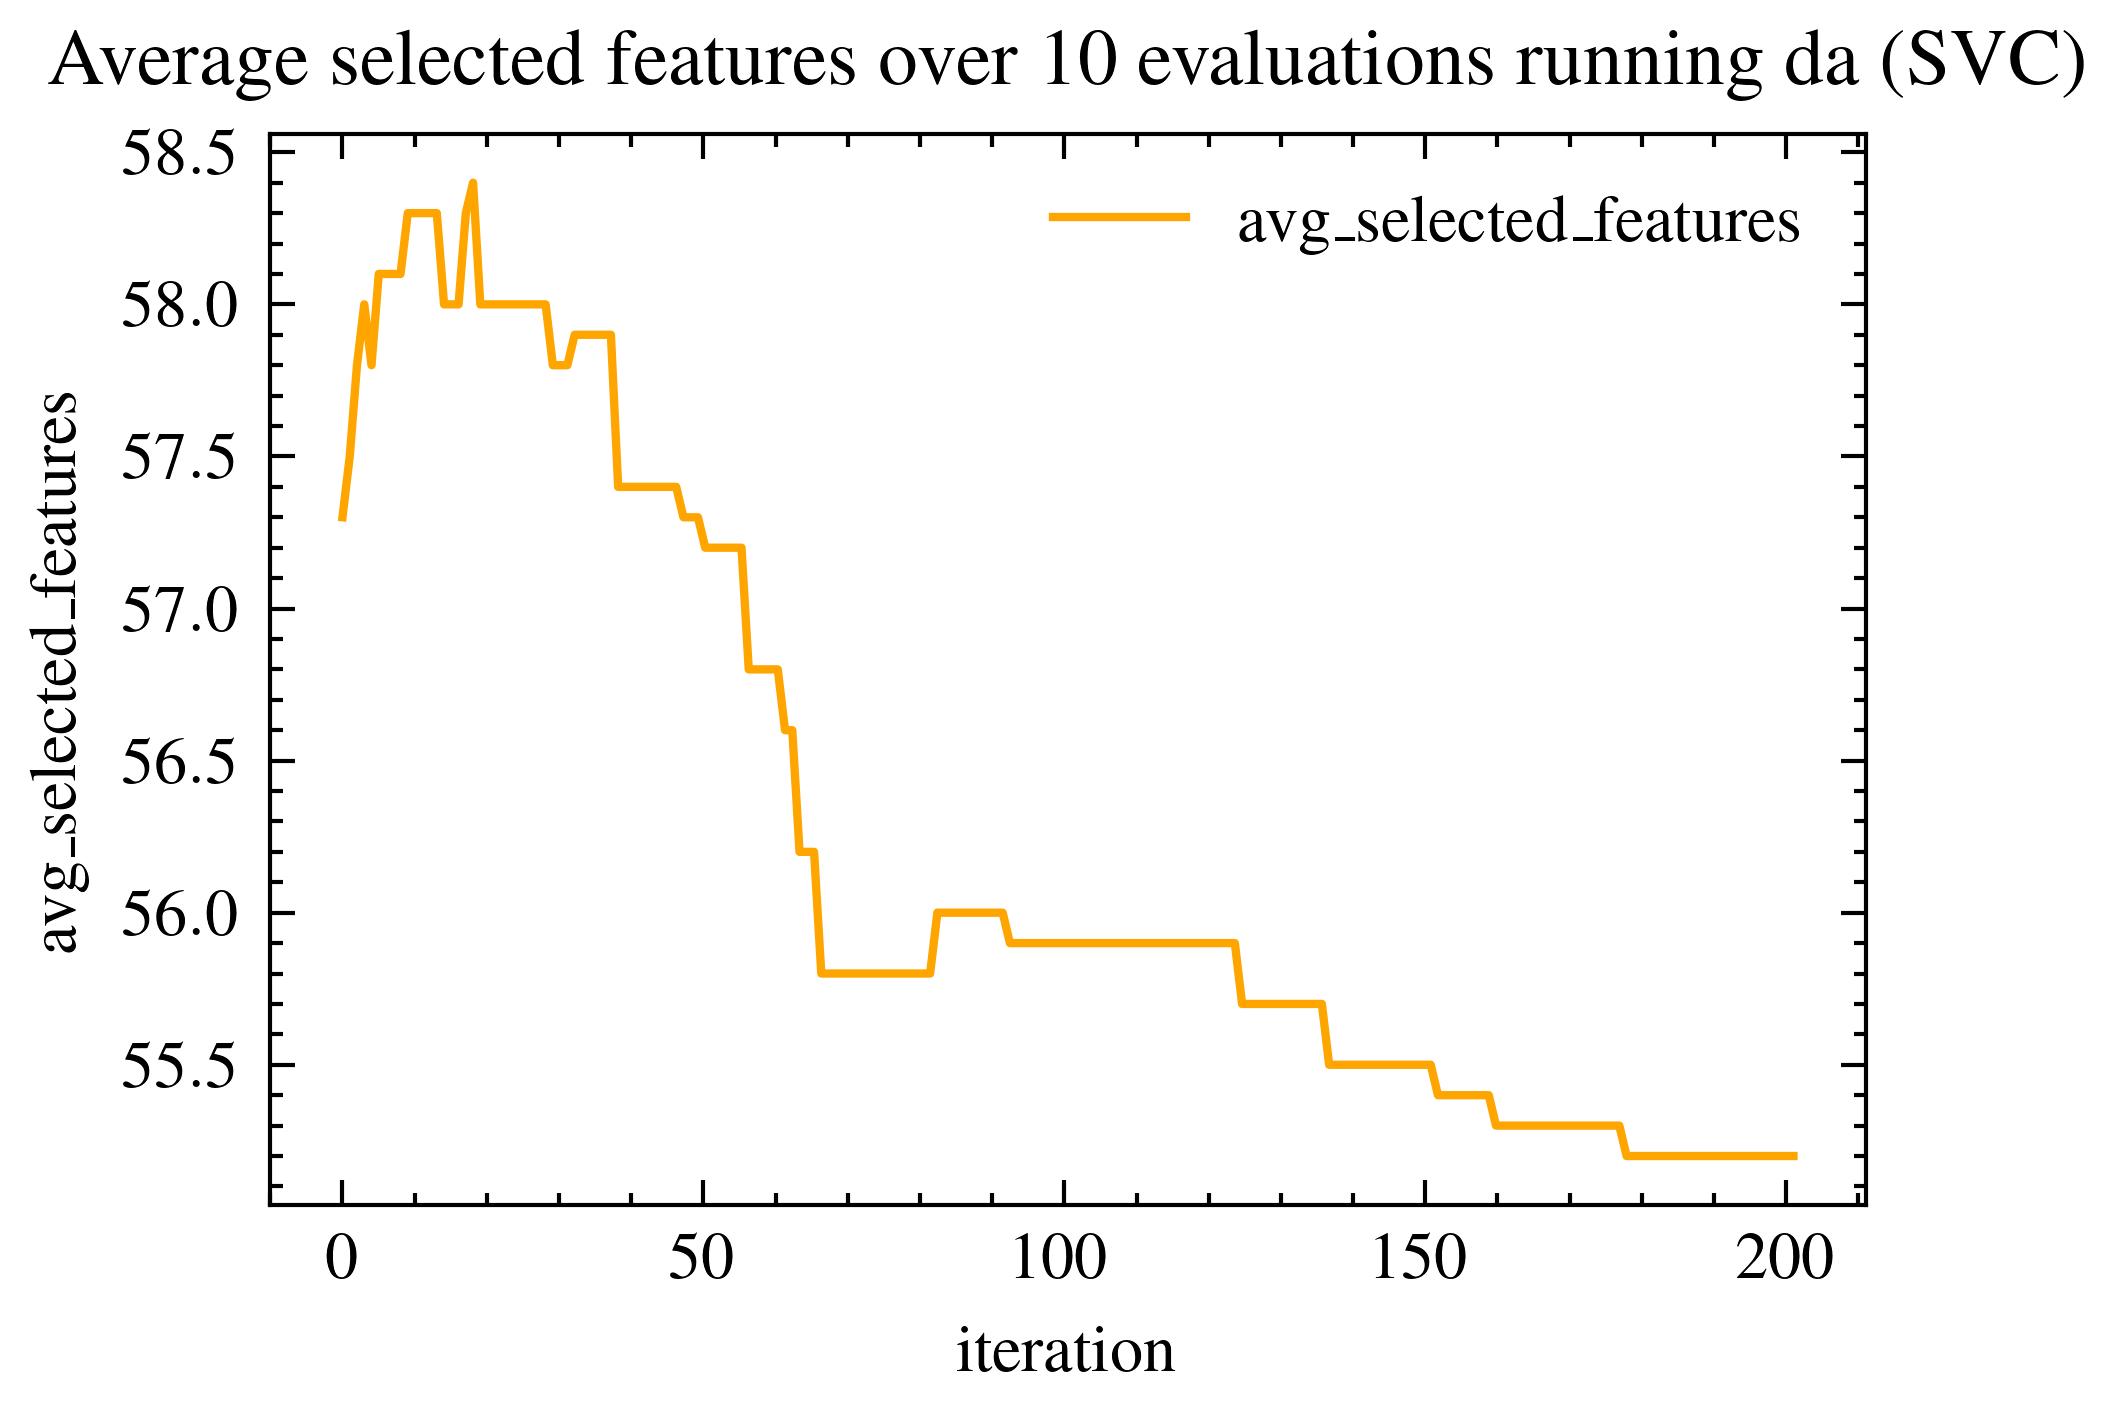 Average selected features over 10 evaluations running da (SVC)
58.5
58.0
57.5
57.0
56.5
56.0
55.5
avg_selected_features
avg_selected_features
0 50 100 150 200
iteration